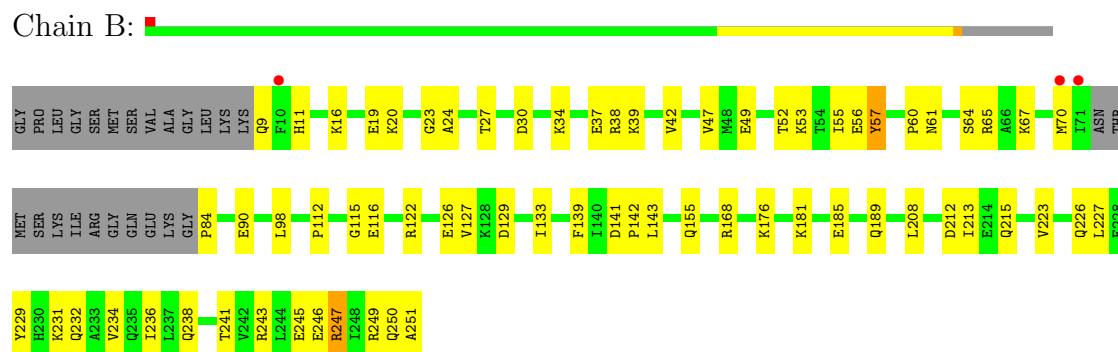 Chain B:
GLY PRO LEU GLY SER MET SER VAL ALA GLY LEU LYS LYS Q9 F10 H11 K16 E19 K20 G23 A24 T27 D30 K34 E37 R38 K39 V42 V47 M48 E49 T52 K53 T54 I55 E56 Y57 P60 N61 S64 R65 A66 K67 M70 I71 ASN THR
MET SER LYS ILE ARG GLY GLN GLU LYS GLY P84 E90 L98 P112 G115 E116 R122 E126 V127 K128 D129 I133 F139 I140 D141 P142 L143 Q155 R168 K176 K181 E185 Q189 L208 D212 I213 E214 Q215 V223 Q226 L227
Y229 H230 K231 Q232 A233 V234 Q235 I236 L237 Q238 T241 V242 R243 L244 E245 E246 R247 I248 R249 Q250 A251